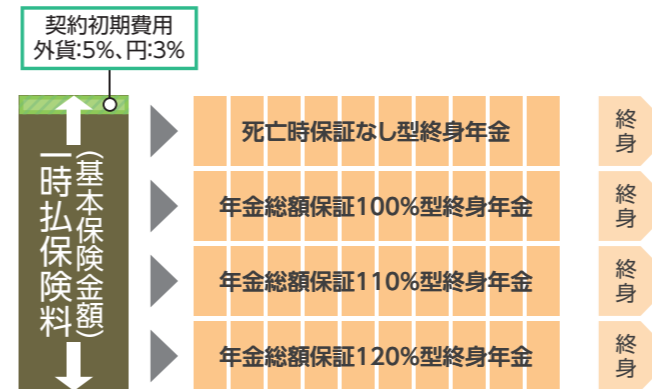 契約初期費用
外貨:5%、円:3%
一時払保険料
(基本保険金額)
死亡時保証なし型終身年金
終身
年金総額保証100%型終身年金
終身
年金総額保証110%型終身年金
終身
年金総額保証120%型終身年金
終身